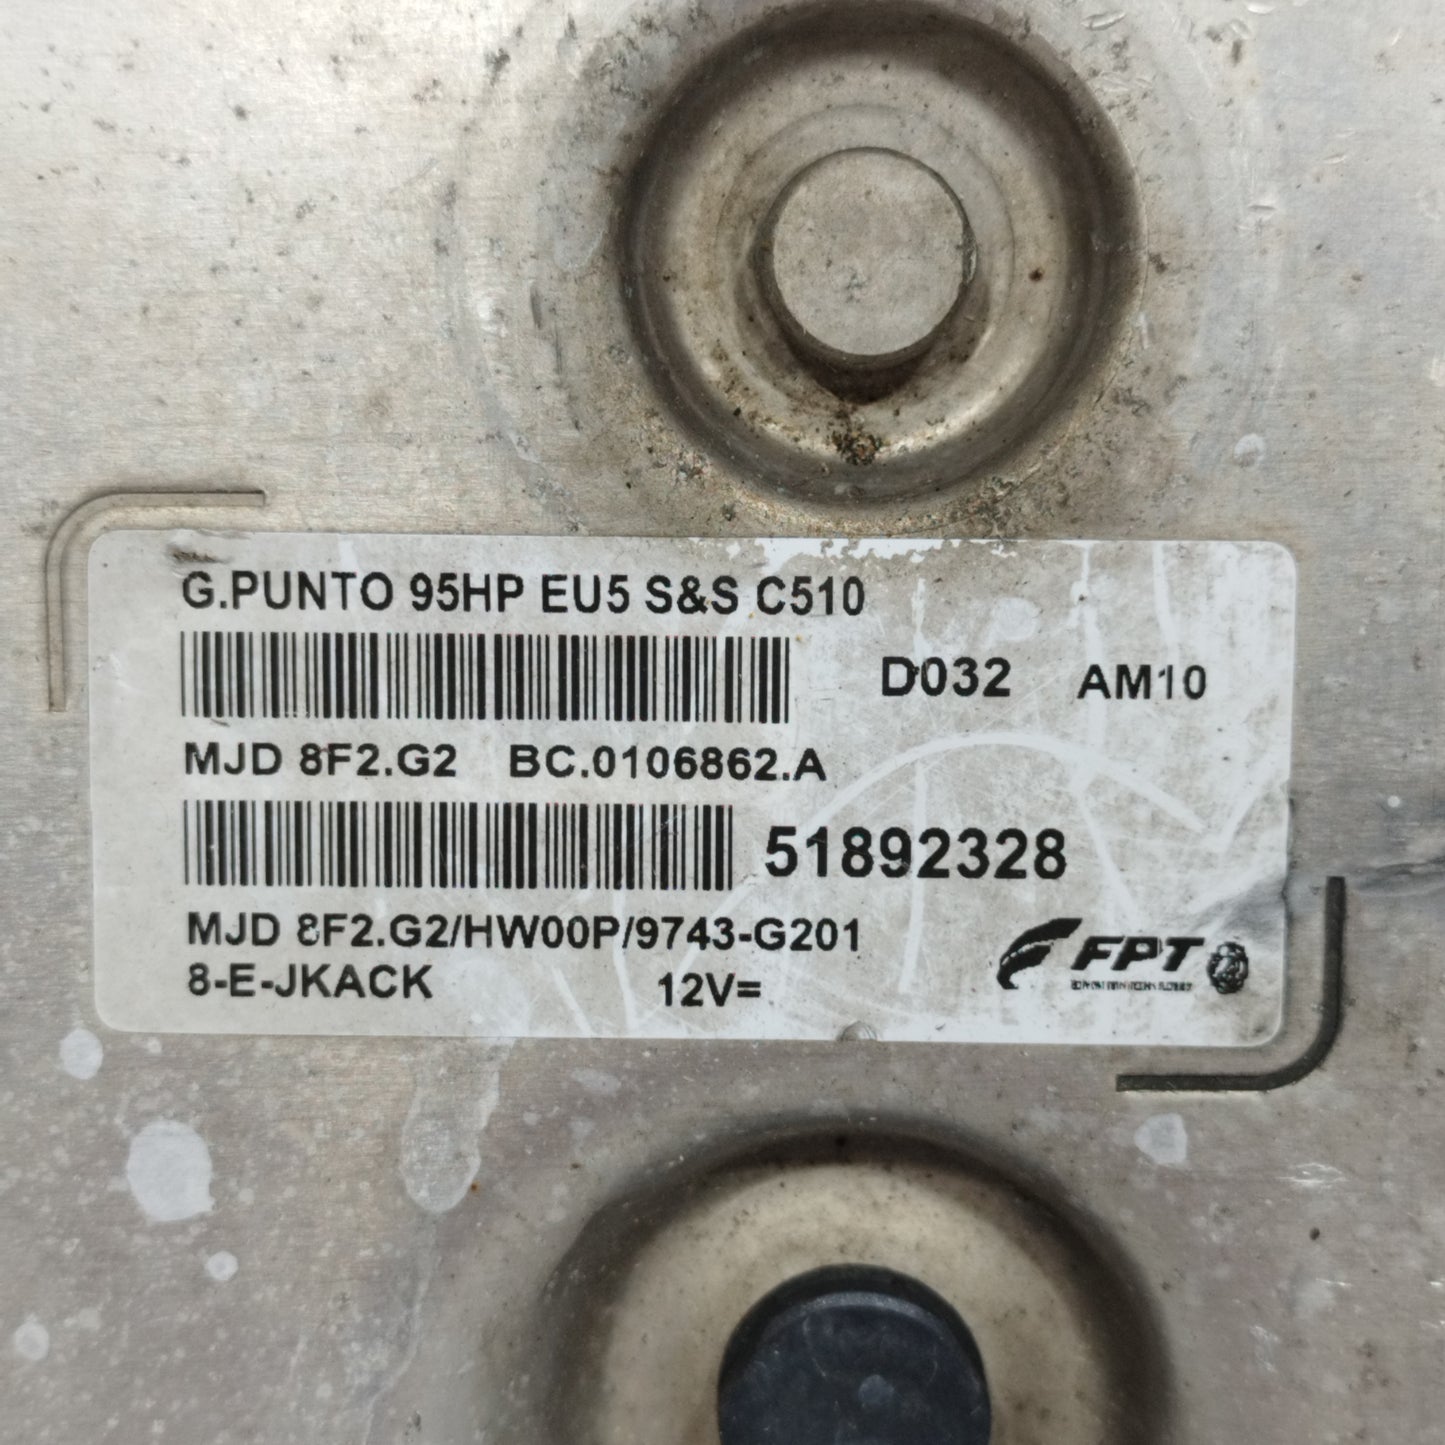 G.PUNTO 95HP EU5 S&S C510
D032 AM10
MJD 8F2.G2 BC.0106862.A
51892328
MJD 8F2.G2/HW00P/9743-G201
8-E-JKACK 12V=
FPT